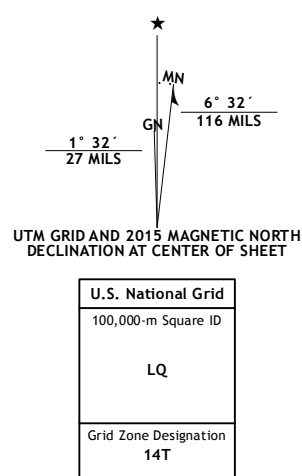 ★
MN
GN
6° 32´
116 MILS
1° 32´
27 MILS
UTM GRID AND 2015 MAGNETIC NORTH
DECLINATION AT CENTER OF SHEET
U.S. National Grid
100,000-m Square ID
LQ
Grid Zone Designation
14T